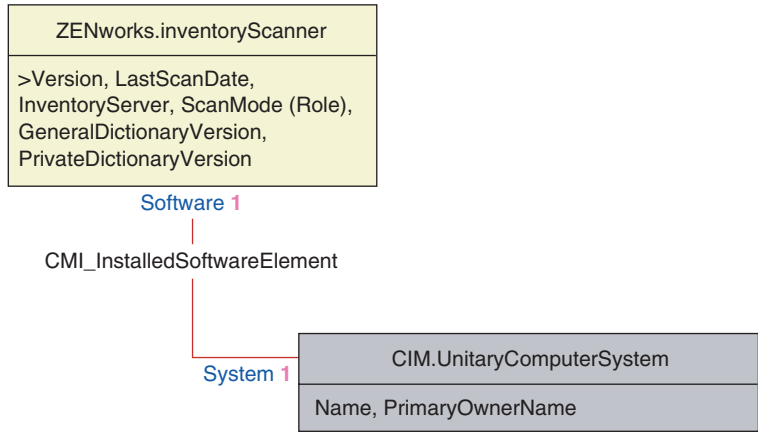 ZENworks.inventoryScanner
>Version, LastScanDate,
InventoryServer, ScanMode (Role),
GeneralDictionaryVersion,
PrivateDictionaryVersion
Software 1
CMI_InstalledSoftwareElement
System 1
CIM.UnitaryComputerSystem
Name, PrimaryOwnerName